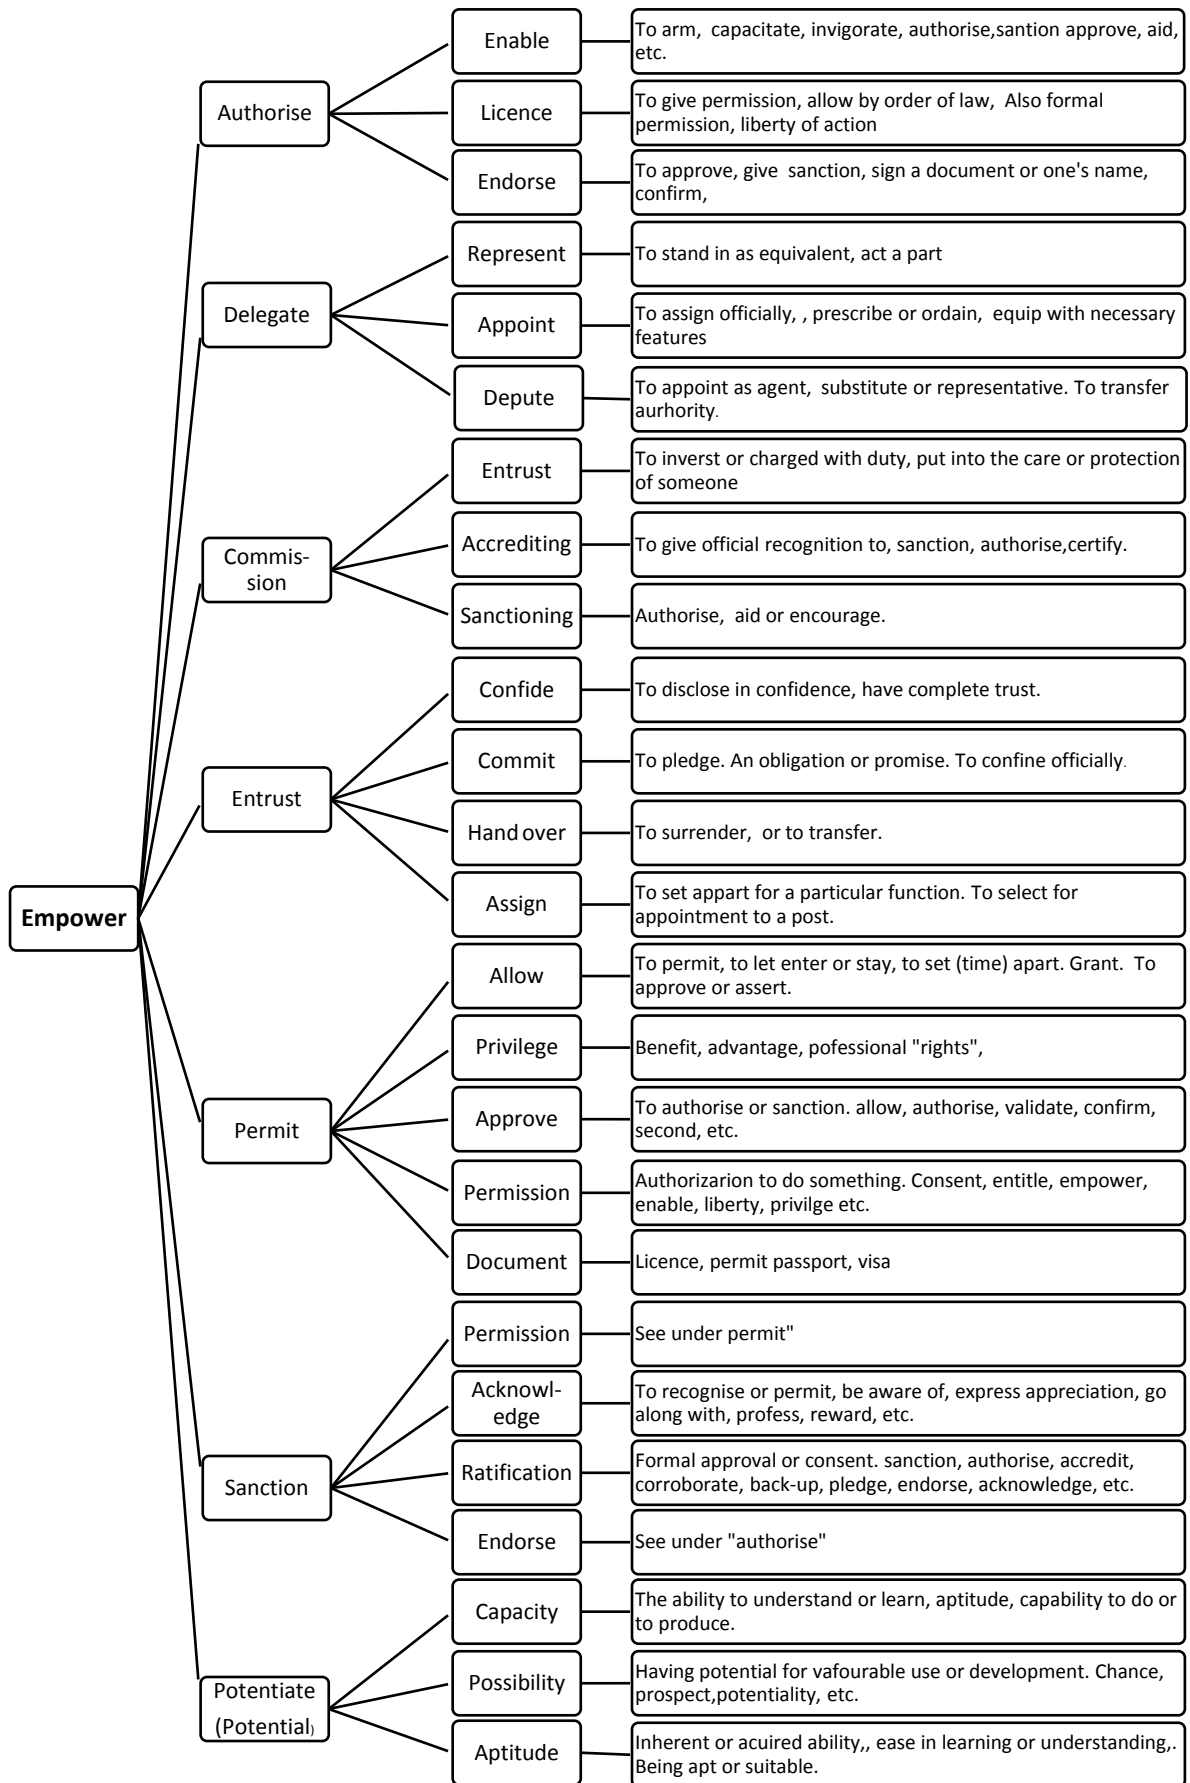 Empower
Authorise
Enable
To arm,  capacitate, invigorate, authorise,santion approve, aid,
etc.
Licence
To give permission, allow by order of law,  Also formal
permission, liberty of action
Endorse
To approve, give  sanction, sign a document or one's name,
confirm,
Delegate
Represent
To stand in as equivalent, act a part
Appoint
To assign officially, , prescribe or ordain,  equip with necessary
features
Depute
To appoint as agent,  substitute or representative. To transfer
aurhority.
Commis-
sion
Entrust
To inverst or charged with duty, put into the care or protection
of someone
Accrediting
To give official recognition to, sanction, authorise,certify.
Sanctioning
Authorise,  aid or encourage.
Entrust
Confide
To disclose in confidence, have complete trust.
Commit
To pledge. An obligation or promise. To confine officially.
Hand over
To surrender,  or to transfer.
Assign
To set appart for a particular function. To select for
appointment to a post.
Permit
Allow
To permit, to let enter or stay, to set (time) apart. Grant.  To
approve or assert.
Privilege
Benefit, advantage, pofessional "rights",
Approve
To authorise or sanction. allow, authorise, validate, confirm,
second, etc.
Permission
Authorizarion to do something. Consent, entitle, empower,
enable, liberty, privilge etc.
Document
Licence, permit passport, visa
Sanction
Permission
See under permit"
Acknowl-
edge
To recognise or permit, be aware of, express appreciation, go
along with, profess, reward, etc.
Ratification
Formal approval or consent. sanction, authorise, accredit,
corroborate, back-up, pledge, endorse, acknowledge, etc.
Endorse
See under "authorise"
Potentiate
(Potential)
Capacity
The ability to understand or learn, aptitude, capability to do or
to produce.
Possibility
Having potential for vafourable use or development. Chance,
prospect,potentiality, etc.
Aptitude
Inherent or acuired ability,, ease in learning or understanding,.
Being apt or suitable.